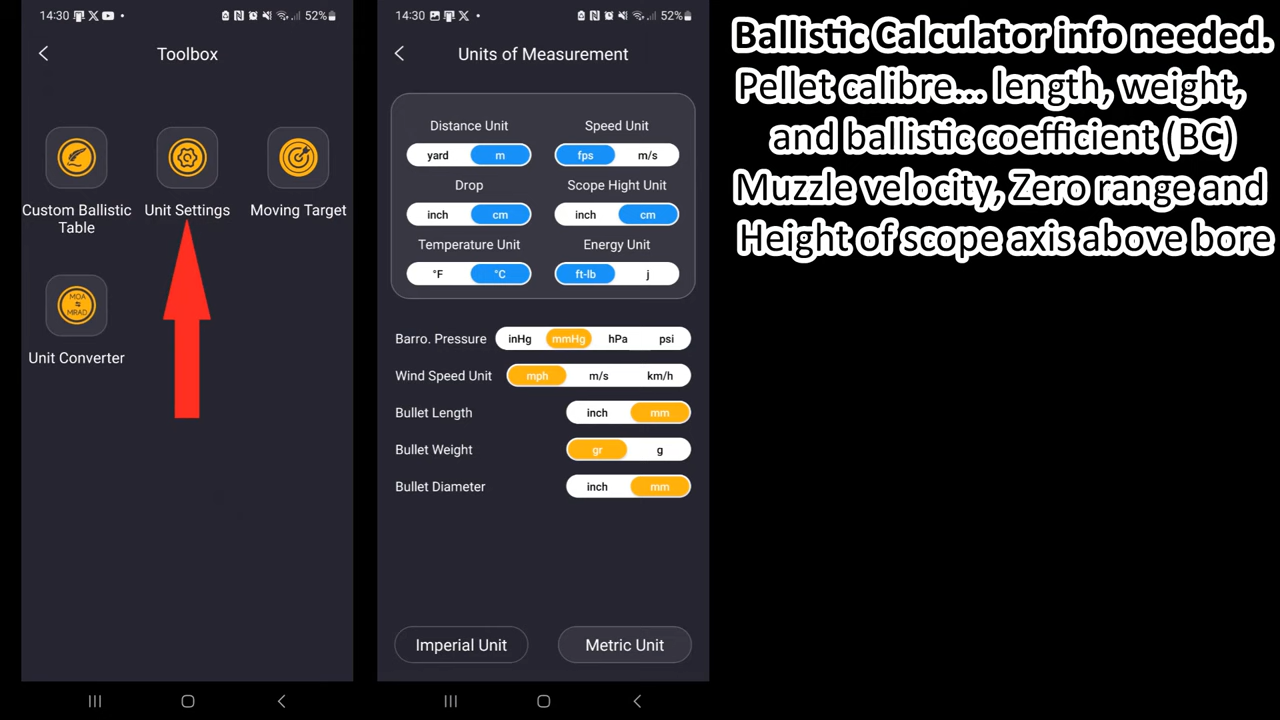 14:30 52%
Toolbox
Custom Ballistic
Table
Unit Settings
Moving Target
MOA
MRAD
Unit Converter
14:30 52%
Units of Measurement
Distance Unit Speed Unit
yard m fps m/s
Drop Scope Hight Unit
inch cm inch cm
Temperature Unit Energy Unit
°F °C ft-lb j
Barro. Pressure inHg mmHg hPa psi
Wind Speed Unit mph m/s km/h
Bullet Length inch mm
Bullet Weight gr g
Bullet Diameter inch mm
Imperial Unit Metric Unit
Ballistic Calculator info needed.
Pellet calibre... length, weight,
and ballistic coefficient (BC)
Muzzle velocity, Zero range and
Height of scope axis above bore